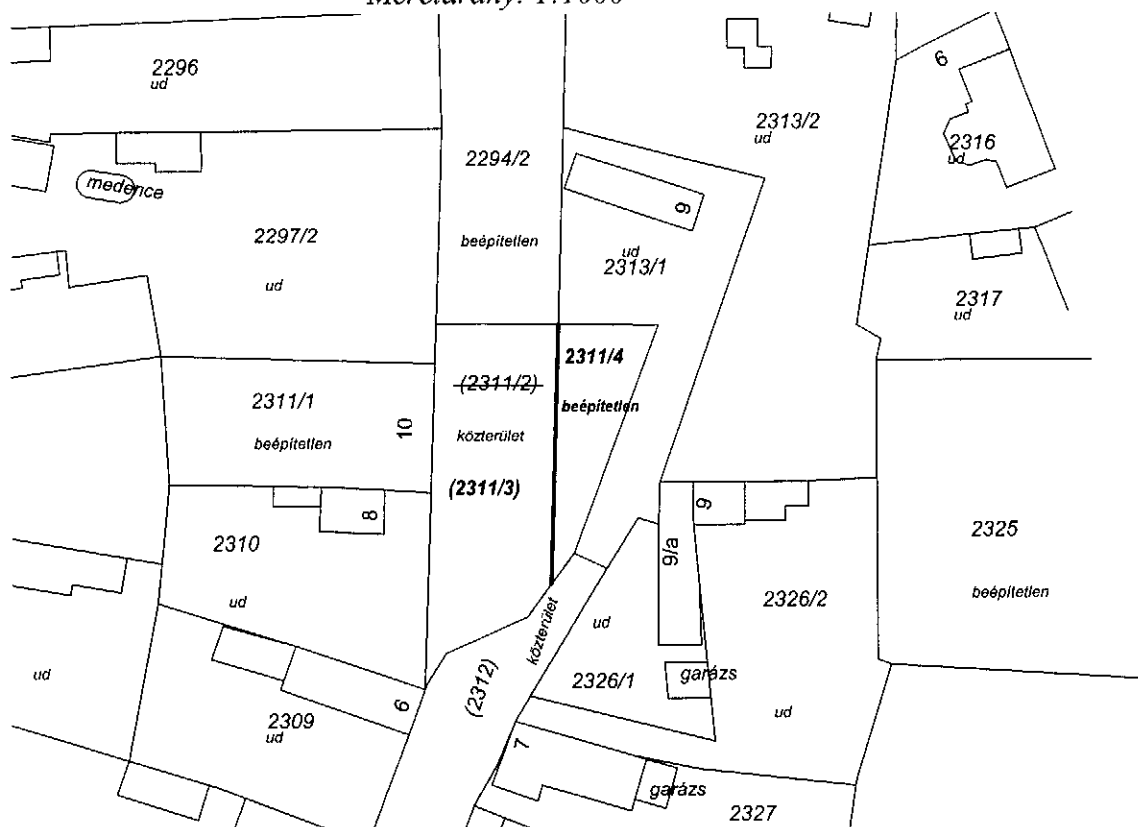 Méretarány: 1:1000
2296
ud
6
2313/2
ud
2316
ud
2294/2
medence
9
2297/2
beépítetlen
ud
2313/1
ud
2317
ud
2311/4
(2311/2)
beépítetlen
2311/1
10
közterület
beépítetlen
(2311/3)
8
9
2325
2310
9/a
beépítetlen
2326/2
ud
közterület
ud
ud
(2312)
2326/1
garázs
6
2309
ud
ud
7
garázs
2327